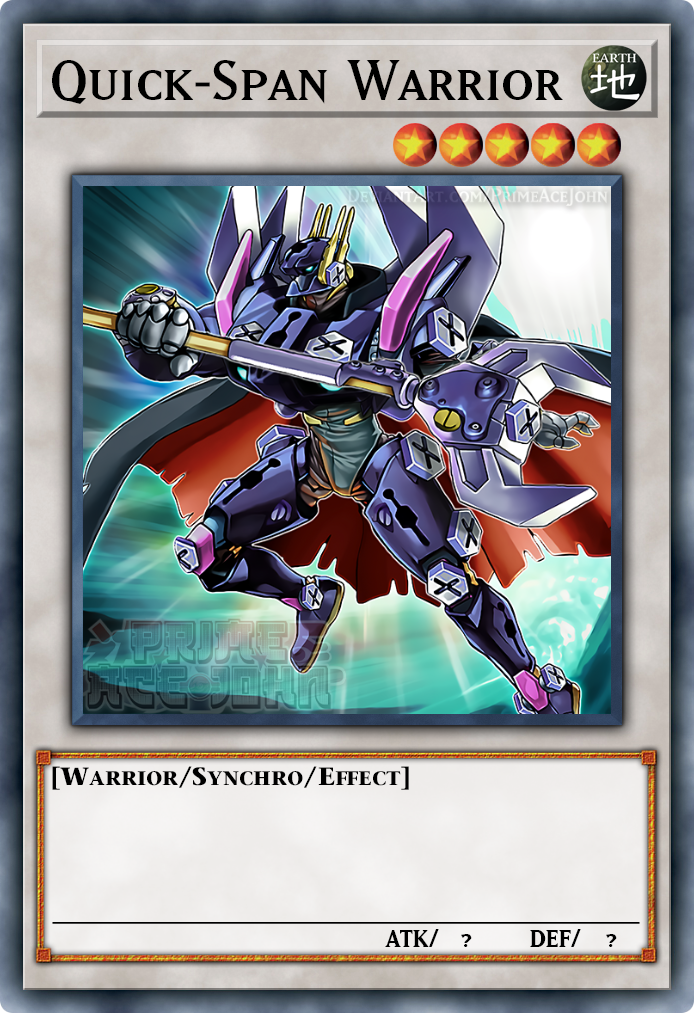 Quick-Span Warrior
EARTH
地
Deviantart.com/PrimeAceJohn
PRIME
ACE JOHN
[Warrior/Synchro/Effect]
ATK/ ? DEF/ ?